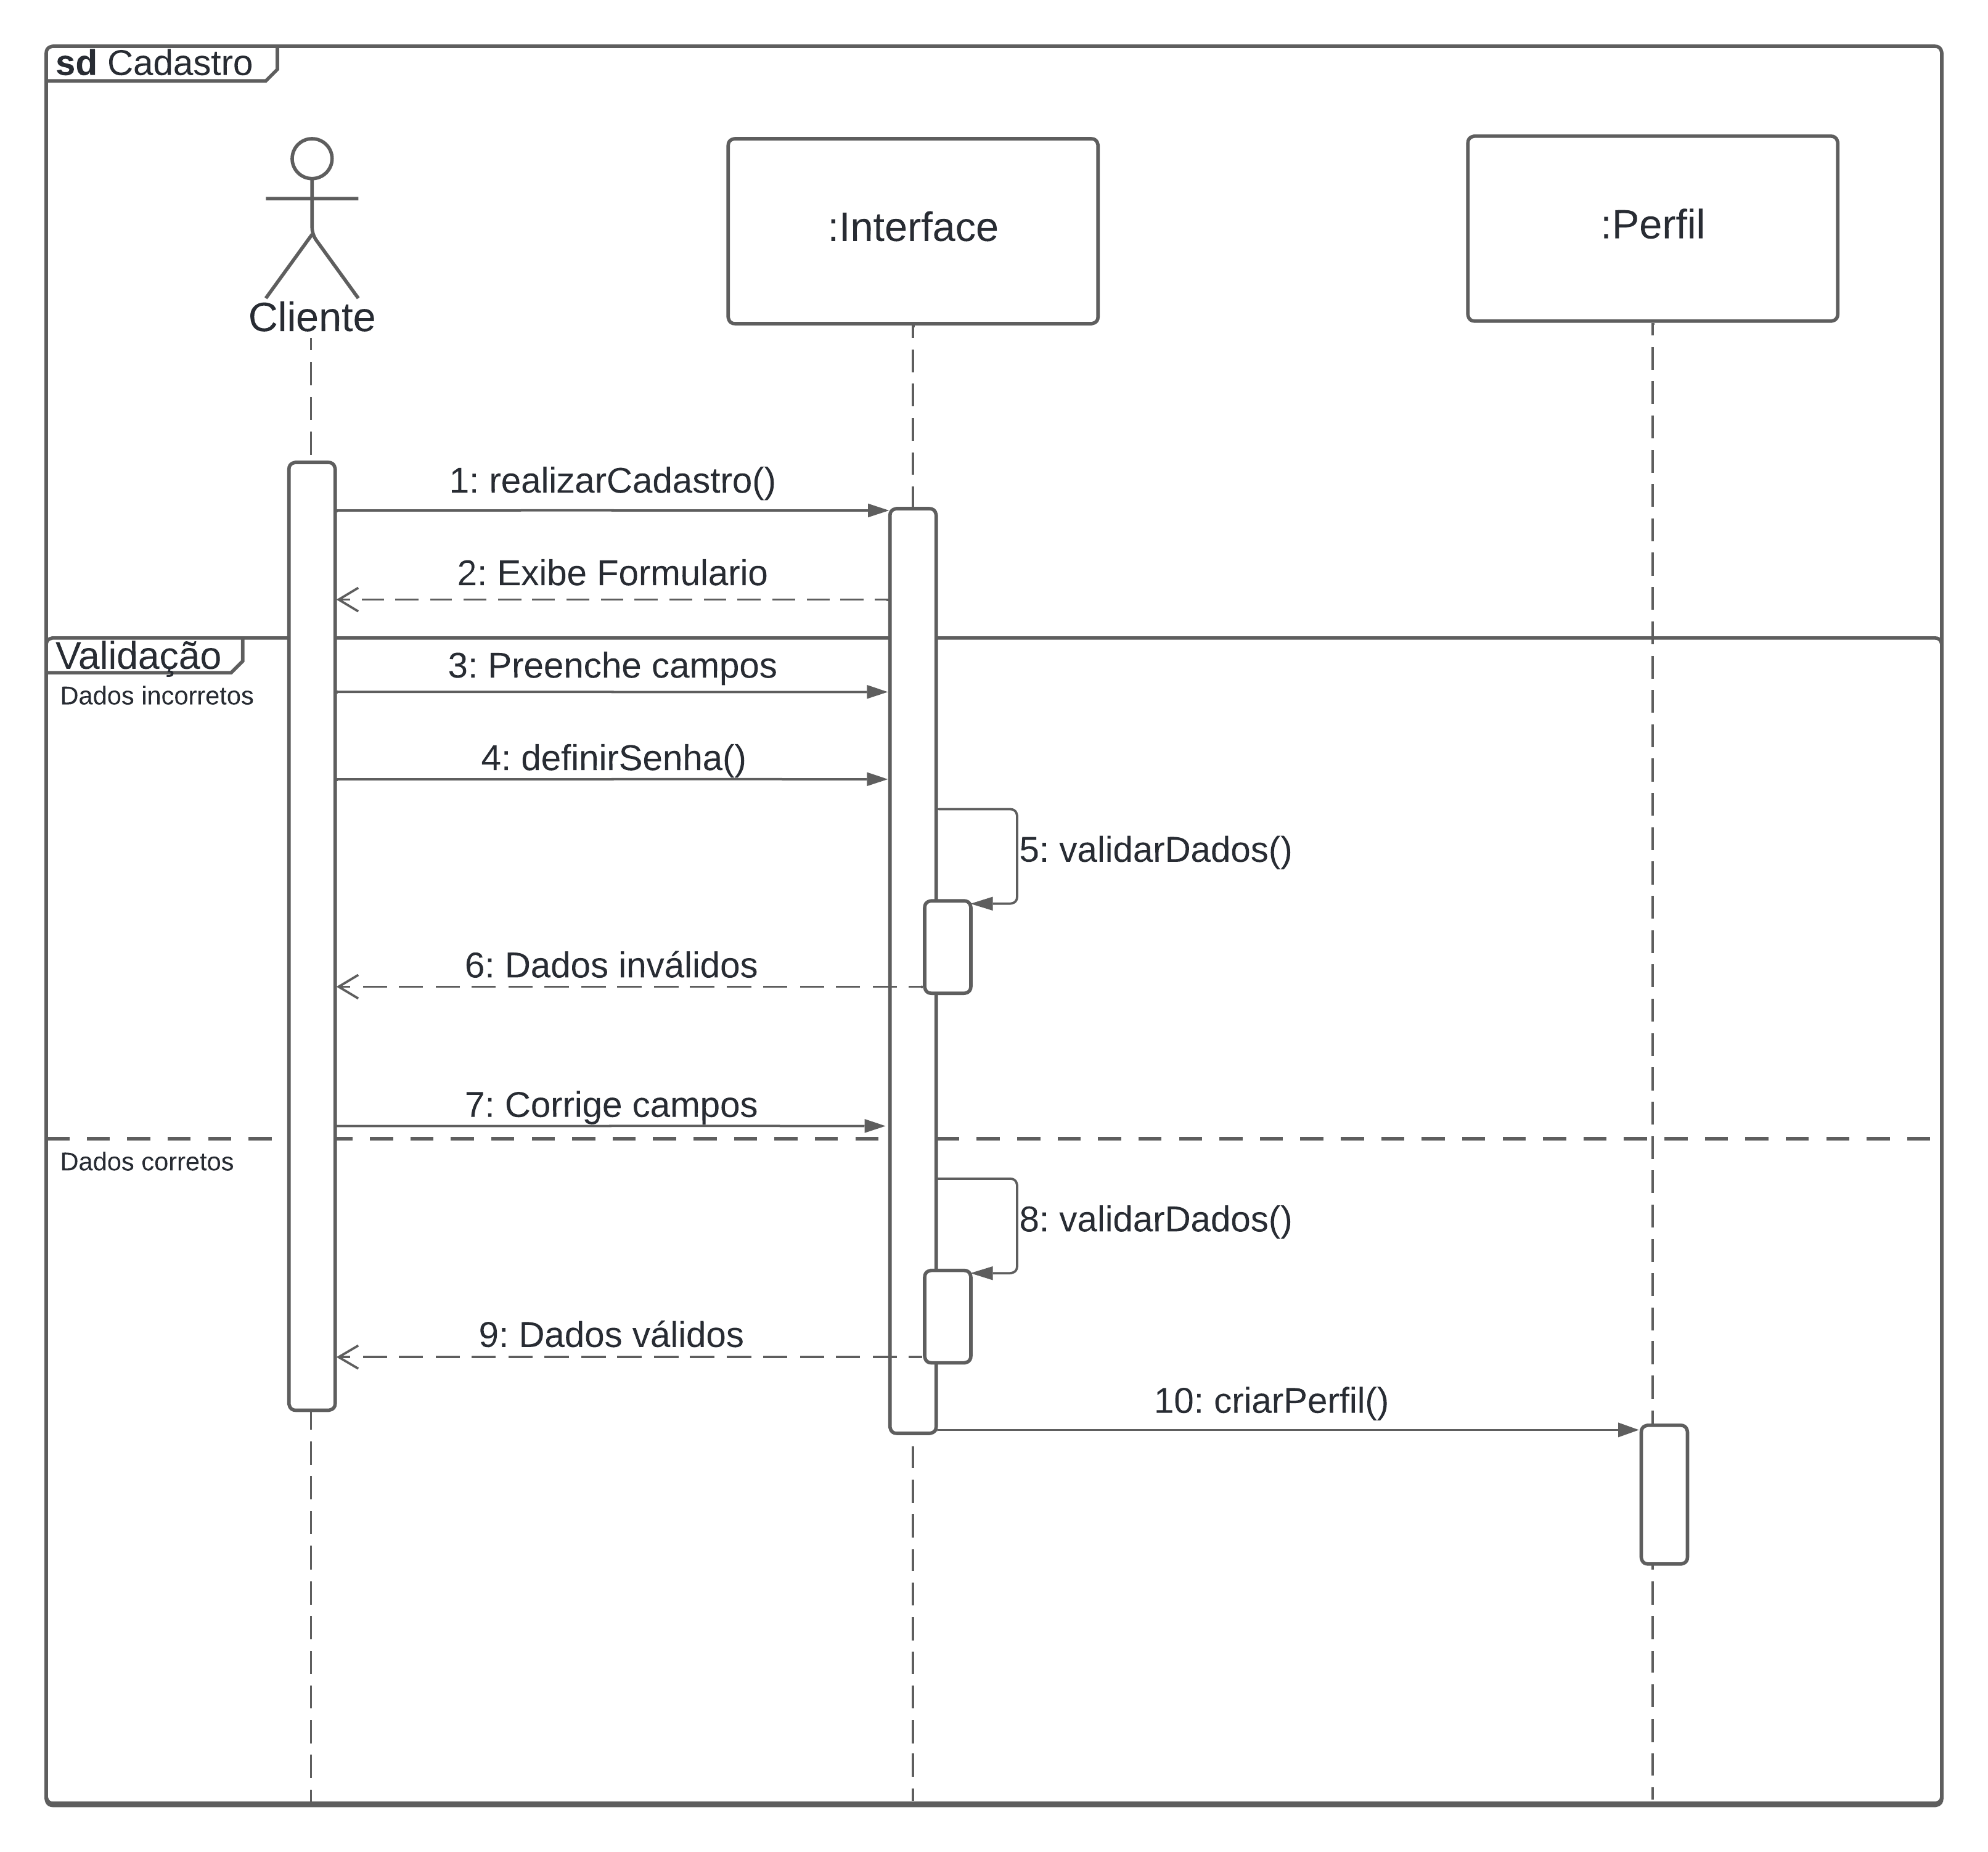 sd Cadastro
Cliente
:Interface
:Perfil
1: realizarCadastro()
2: Exibe Formulario
Validação
3: Preenche campos
Dados incorretos
4: definirSenha()
5: validarDados()
6: Dados inválidos
7: Corrige campos
Dados corretos
8: validarDados()
9: Dados válidos
10: criarPerfil()